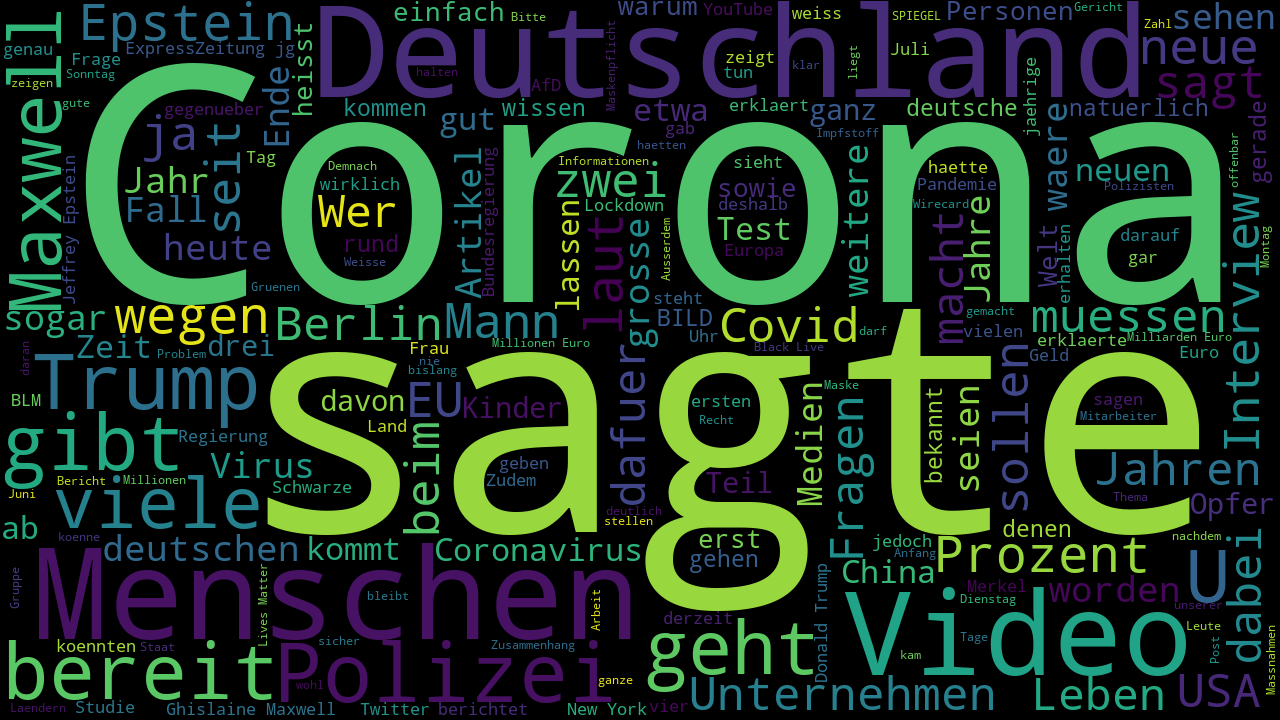 Epstein
Deutschland
einfach
Bitte
warum
YouTube
weiss
SPIEGEL
Personen
Gericht
Zahl
sehen
genau
ExpressZeitung jg
Frage
Sonntag
heisst
halten
AfD
Maskenpflicht
zeigt
tun
klar
liegt
Juli
neue
sagt
zeigen
gute
Maxwell
gegenueber
Ende
kommen
wissen
etwa
gab
haetten
erklaert
ganz
Impfstoff
deutsche
jaehrige
natuerlich
gerade
offenbar
Corona
ja
seit
Tag
Jahr
Fall
heute
Jeffrey Epstein
Demnach
wirklich
Wer
rund
Weisse
Gruenen
Artikel
Bundesregierung
Informationen
zwei
Lockdown
lassen
laut
grosse
Ausserdem
sieht
sowie
deshalb
Test
Europa
weitere
haette
Pandemie
Wirecard
macht
Jahre
Welt
waere
erhalten
neuen
Polizisten
darauf
gar
Interview
Montag
sogar
wegen
Berlin
Mann
steht
BILD
Uhr
Covid
darf
gemacht
vielen
muessen
erklaerte
Milliarden Euro
Euro
Geld
daran
Zeit
Problem
drei
Frau
nie
bislang
Millionen Euro
Black Live
Trump
BLM
sagte
davon
Land
EU
Kinder
dafuer
ersten
Recht
Maske
Medien
Fragen
bekannt
seien
sollen
sagen
Mitarbeiter
gibt
Regierung
Virus
Schwarze
beim
geben
Zudem
Teil
deutlich
stellen
Jahren
Thema
Opfer
Juni
Bericht
Millionen
viele
ab
koenne
deutschen
kommt
Coronavirus
erst
gehen
jedoch
Anfang
China
denen
Prozent
nachdem
U
dabei
Gruppe
Menschen
Lives Matter
bleibt
Arbeit
derzeit
Donald Trump
Video
Merkel
worden
Dienstag
Tage
kam
unserer
Leute
Post
Massnahmen
koennten
Staat
sicher
Zusammenhang
bereit
Polizei
wohl
ganze
geht
Laendern
Studie
Ghislaine Maxwell
Twitter
berichtet
New York
vier
Unternehmen
Leben
USA